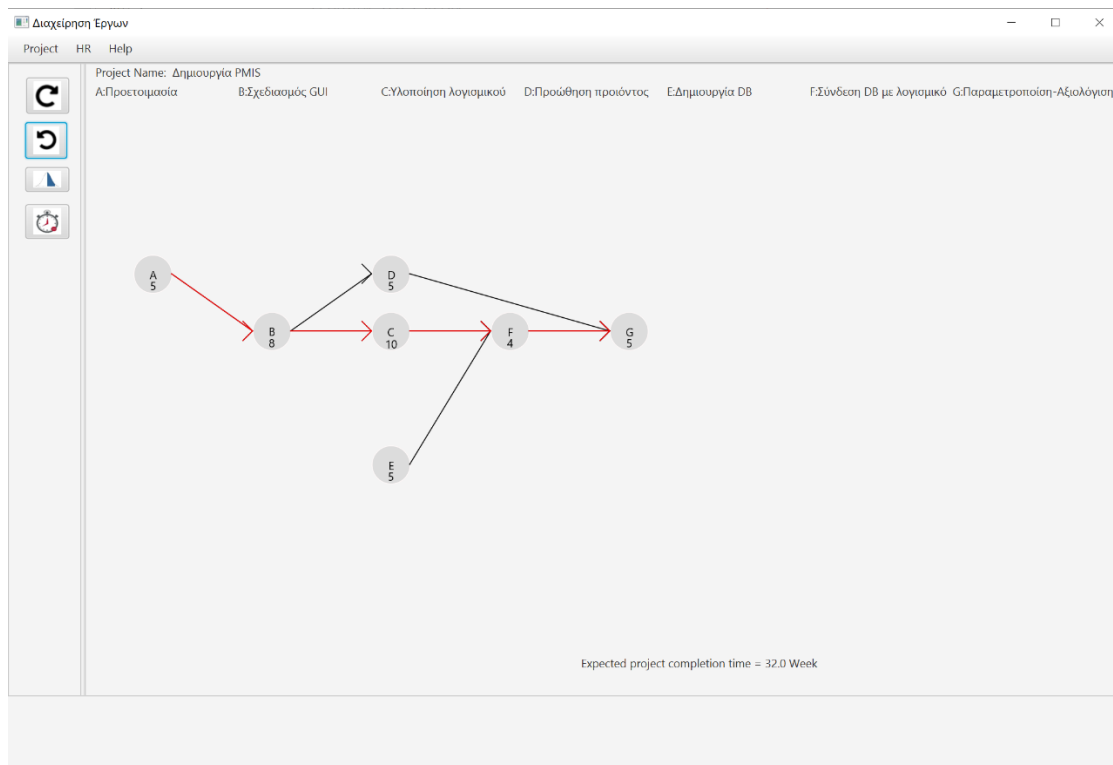 Διαχείρηση Έργων
Project HR Help
Project Name: Δημιουργία PMIS
A:Προετοιμασία B:Σχεδιασμός GUI C:Υλοποίηση λογισμικού D:Προώθηση προιόντος E:Δημιουργία DB F:Σύνδεση DB με λογισμικό G:Παραμετροποίση-Αξιολόγιση
A
5
D
5
B
8
C
10
F
4
G
5
E
5
Expected project completion time = 32.0 Week